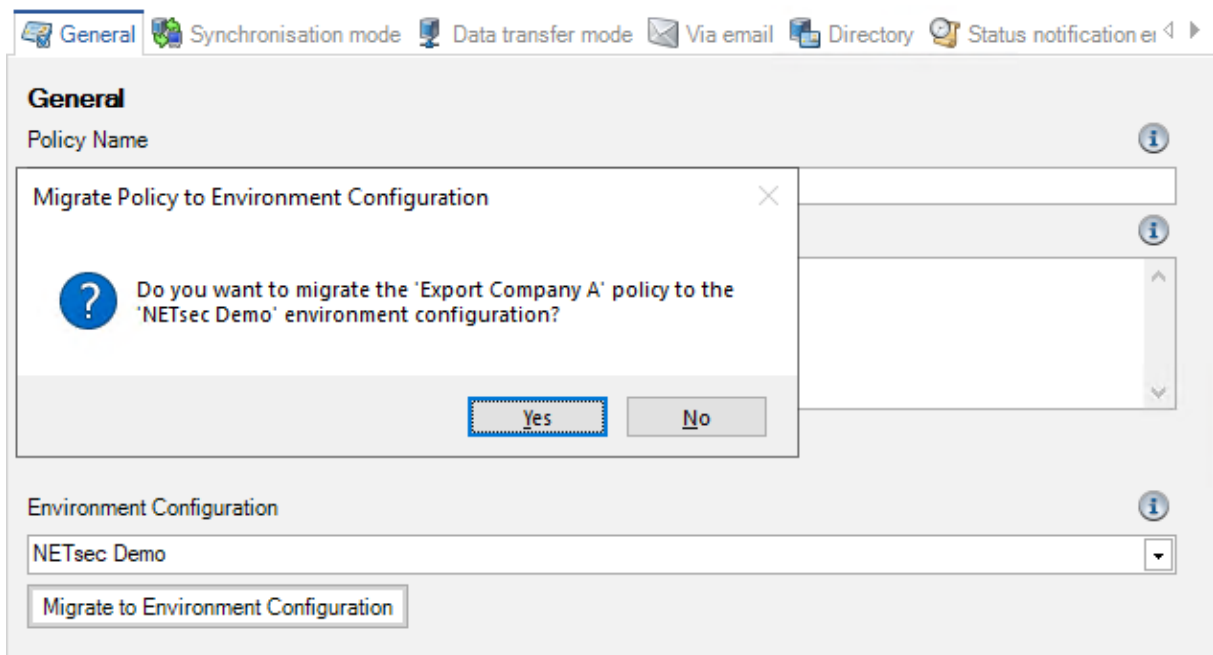 General Synchronisation mode Data transfer mode Via email Directory Status notification
General
Policy Name
Migrate Policy to Environment Configuration
Do you want to migrate the 'Export Company A' policy to the
'NETsec Demo' environment configuration?
Yes No
Environment Configuration
NETsec Demo
Migrate to Environment Configuration